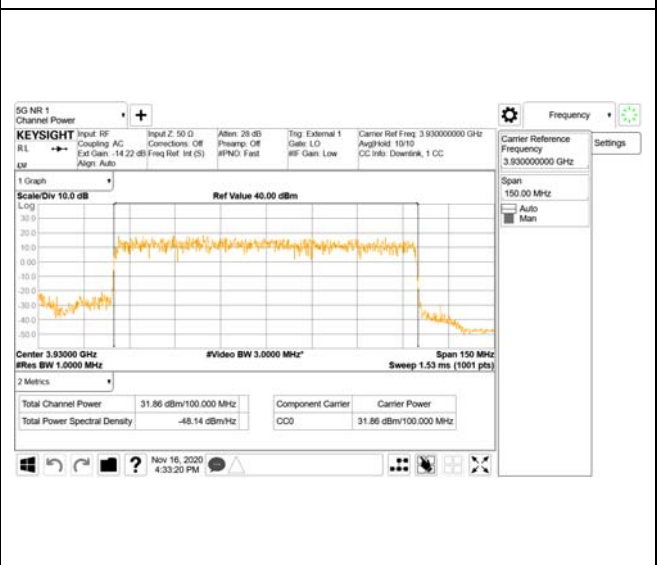 5G NR 1
Channel Power
Frequency
KEYSIGHT
RL
Input: RF
Coupling: AC
Ext Gain: -14.22 dB
Align: Auto
Input Z: 50 Ω
Corrections: Off
Freq Ref: Int (S)
Atten: 28 dB
Preamp: Off
#PNO: Fast
Trig: External 1
Gate: LO
#IF Gain: Low
Carrier Ref Freq: 3.930000000 GHz
Avg|Hold: 10/10
CC Info: Downlink, 1 CC
Carrier Reference
Frequency
3.930000000 GHz
Settings
Span
150.00 MHz
Auto
Man
1 Graph
Scale/Div 10.0 dB
Ref Value 40.00 dBm
Log
30.0
20.0
10.0
0.00
-10.0
-20.0
-30.0
-40.0
-50.0
Center 3.93000 GHz
#Video BW 3.0000 MHz*
Span 150 MHz
#Res BW 1.0000 MHz
Sweep 1.53 ms (1001 pts)
2 Metrics
Total Channel Power 31.86 dBm/100.000 MHz
Total Power Spectral Density -48.14 dBm/Hz
Component Carrier Carrier Power
CC0 31.86 dBm/100.000 MHz
Nov 16, 2020
4:33:20 PM